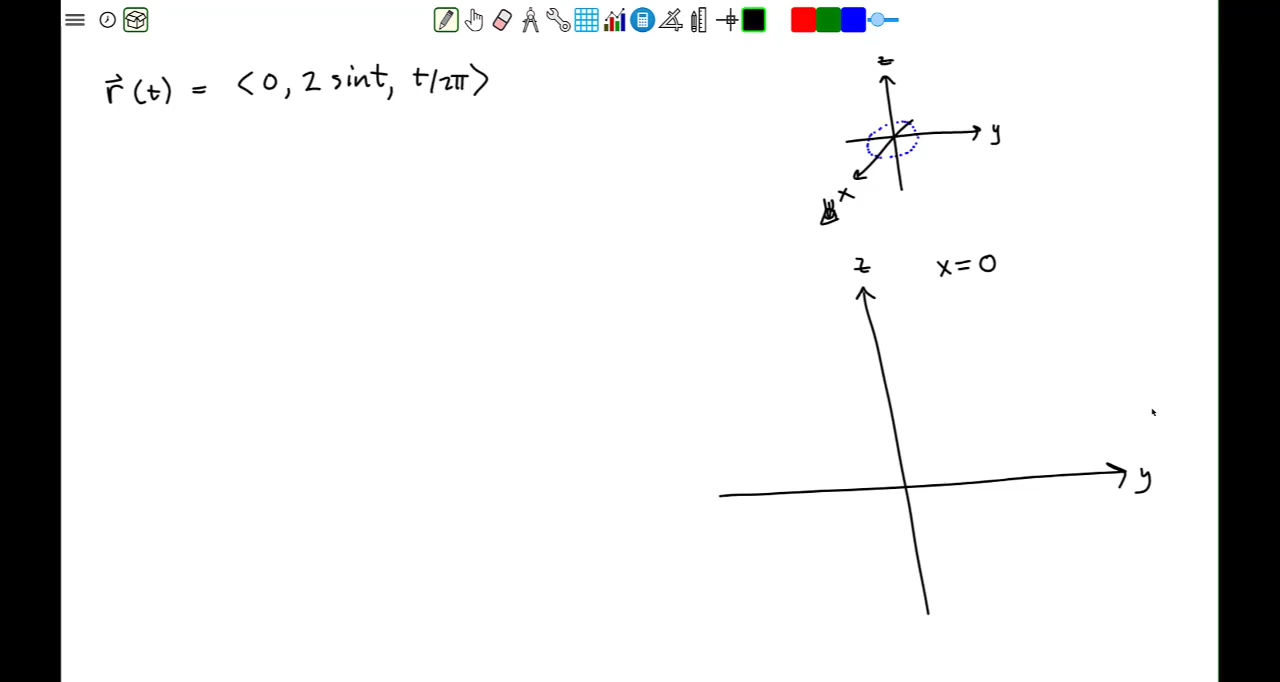 r⃗(t) = <0, 2 sint, t/2π>
z
y
x
z x=0
y